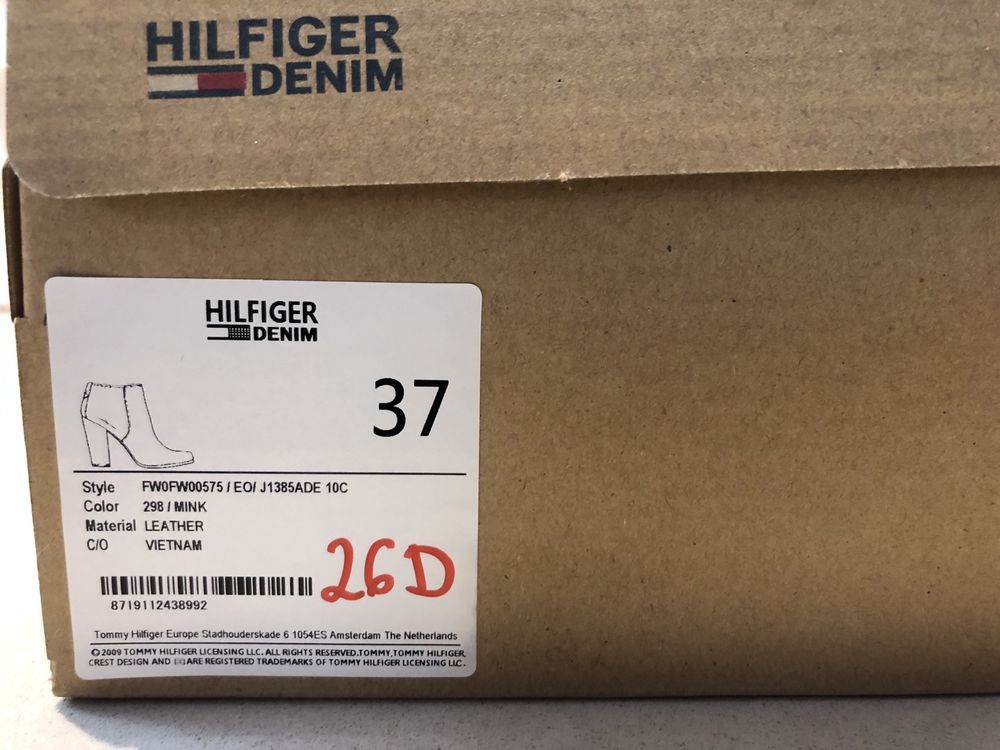 HILFIGER
DENIM
HILFIGER
DENIM
37
Style FW0FW00575 / EO/ J1385ADE 10C
Color 298 / MINK
Material LEATHER
C/O VIETNAM
26D
8719112438992
Tommy Hilfiger Europe Stadhouderskade 6 1054ES Amsterdam The Netherlands
©2009 TOMMY HILFIGER LICENSING LLC. ALL RIGHTS RESERVED.TOMMY,TOMMY HILFIGER,
CREST DESIGN AND ARE REGISTERED TRADEMARKS OF TOMMY HILFIGER LICENSING LLC.